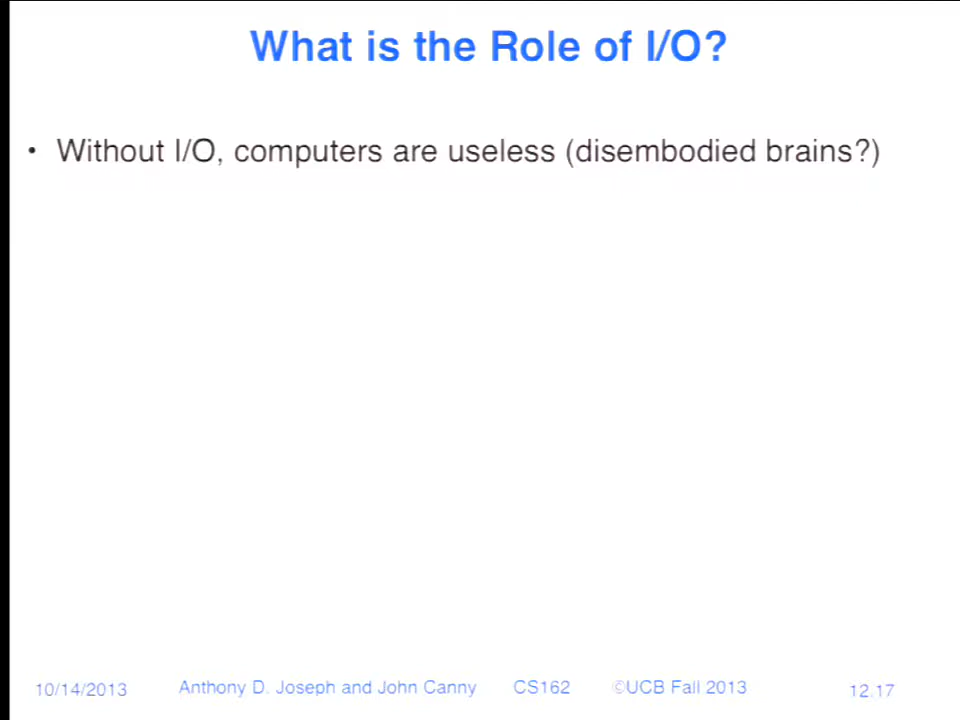 What is the Role of I/O?
• Without I/O, computers are useless (disembodied brains?)
10/14/2013 Anthony D. Joseph and John Canny CS162 ©UCB Fall 2013 12.17